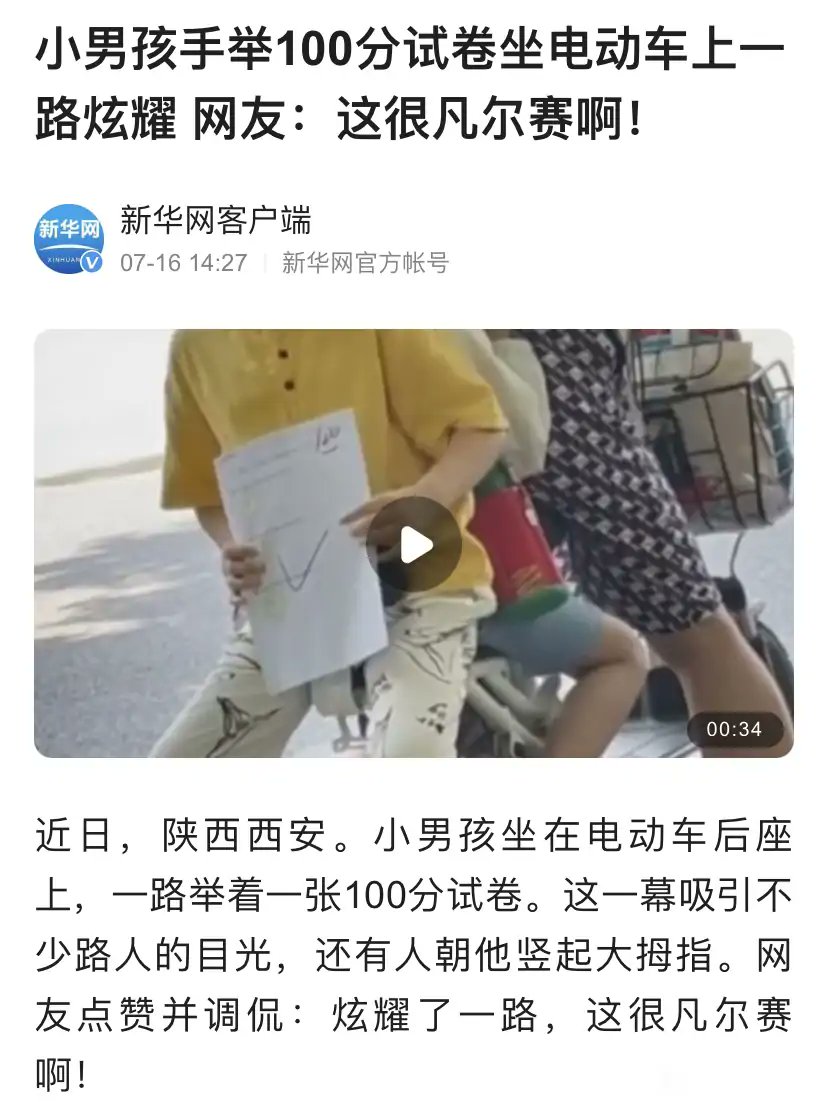 小男孩手举100分试卷坐电动车上一
路炫耀 网友：这很凡尔赛啊！
新华网
XINHUAN
V
新华网客户端
07-16 14:27 | 新华网官方帐号
100
00:34
近日，陕西西安。小男孩坐在电动车后座
上，一路举着一张100分试卷。这一幕吸引不
少路人的目光，还有人朝他竖起大拇指。网
友点赞并调侃：炫耀了一路，这很凡尔赛
啊！